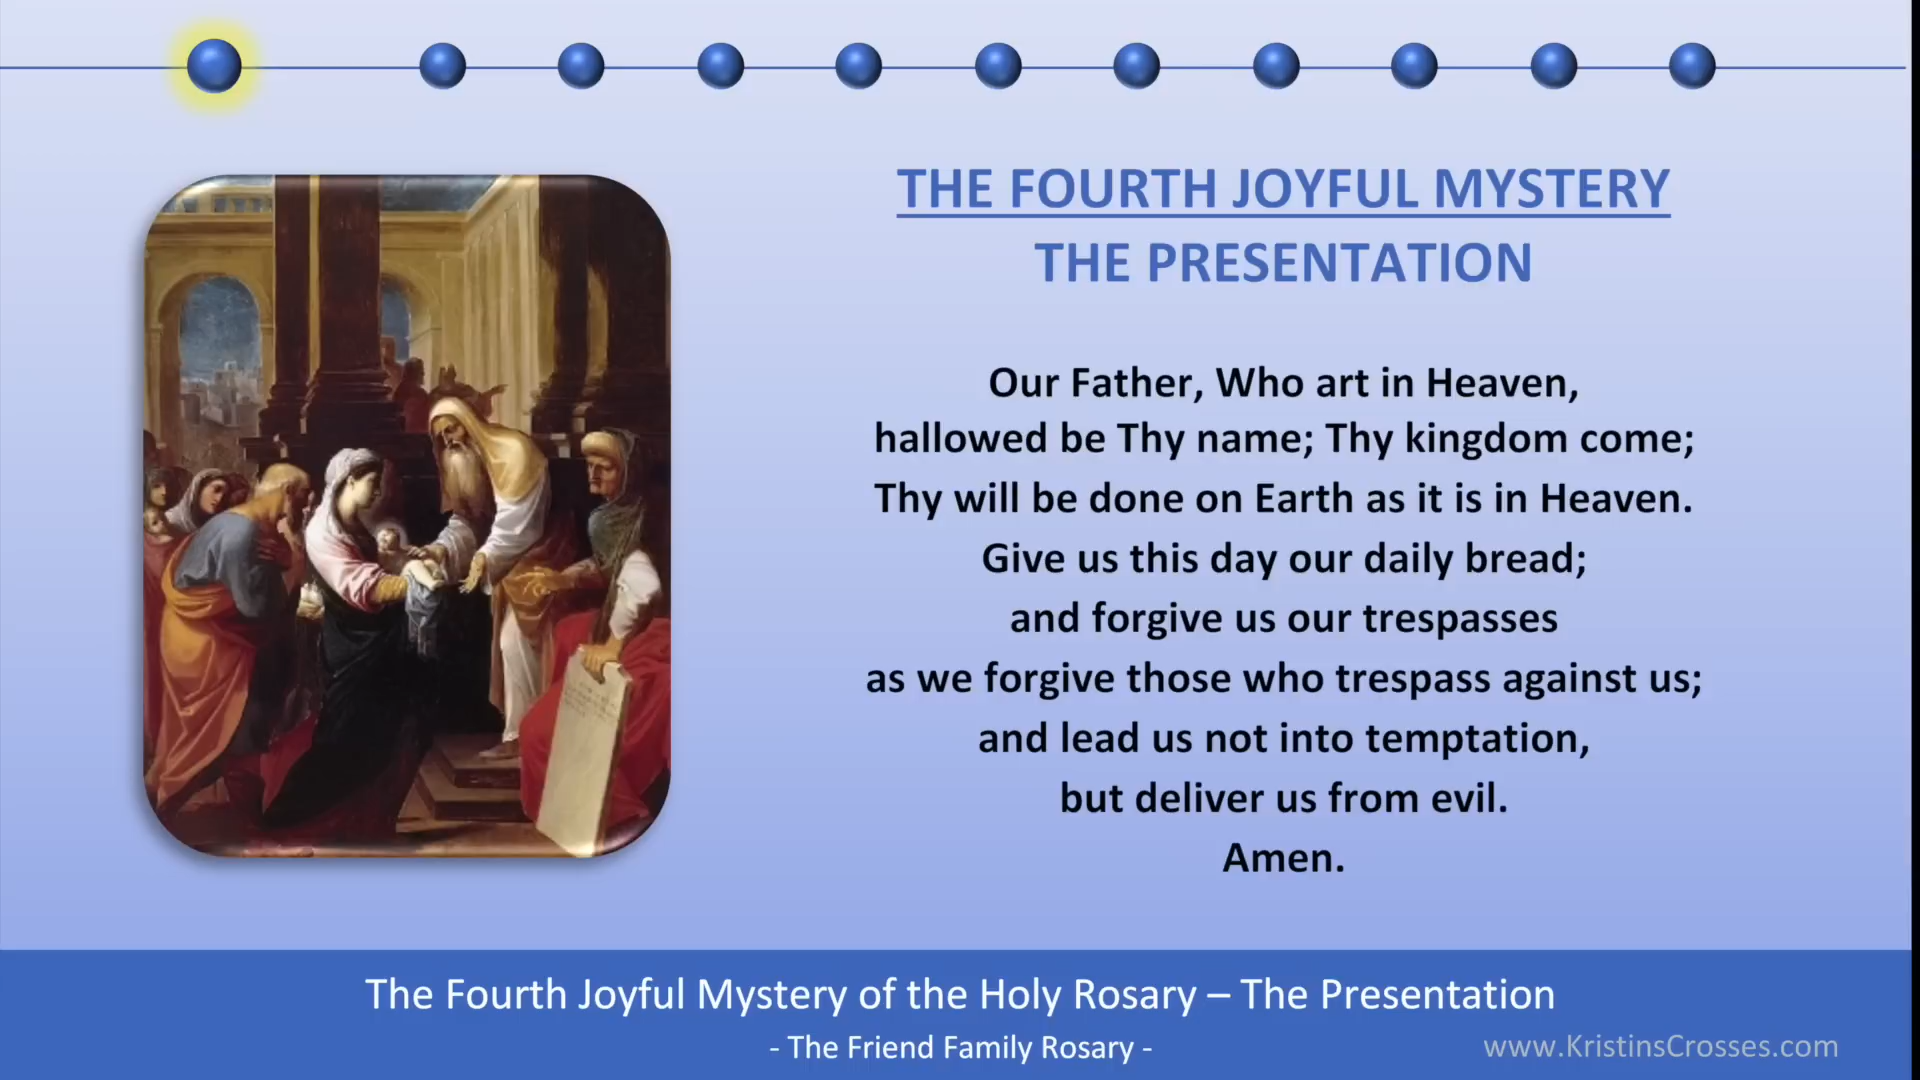 THE FOURTH JOYFUL MYSTERY
THE PRESENTATION
Our Father, Who art in Heaven,
hallowed be Thy name; Thy kingdom come;
Thy will be done on Earth as it is in Heaven.
Give us this day our daily bread;
and forgive us our trespasses
as we forgive those who trespass against us;
and lead us not into temptation,
but deliver us from evil.
Amen.
The Fourth Joyful Mystery of the Holy Rosary – The Presentation
- The Friend Family Rosary -
www.KristinsCrosses.com